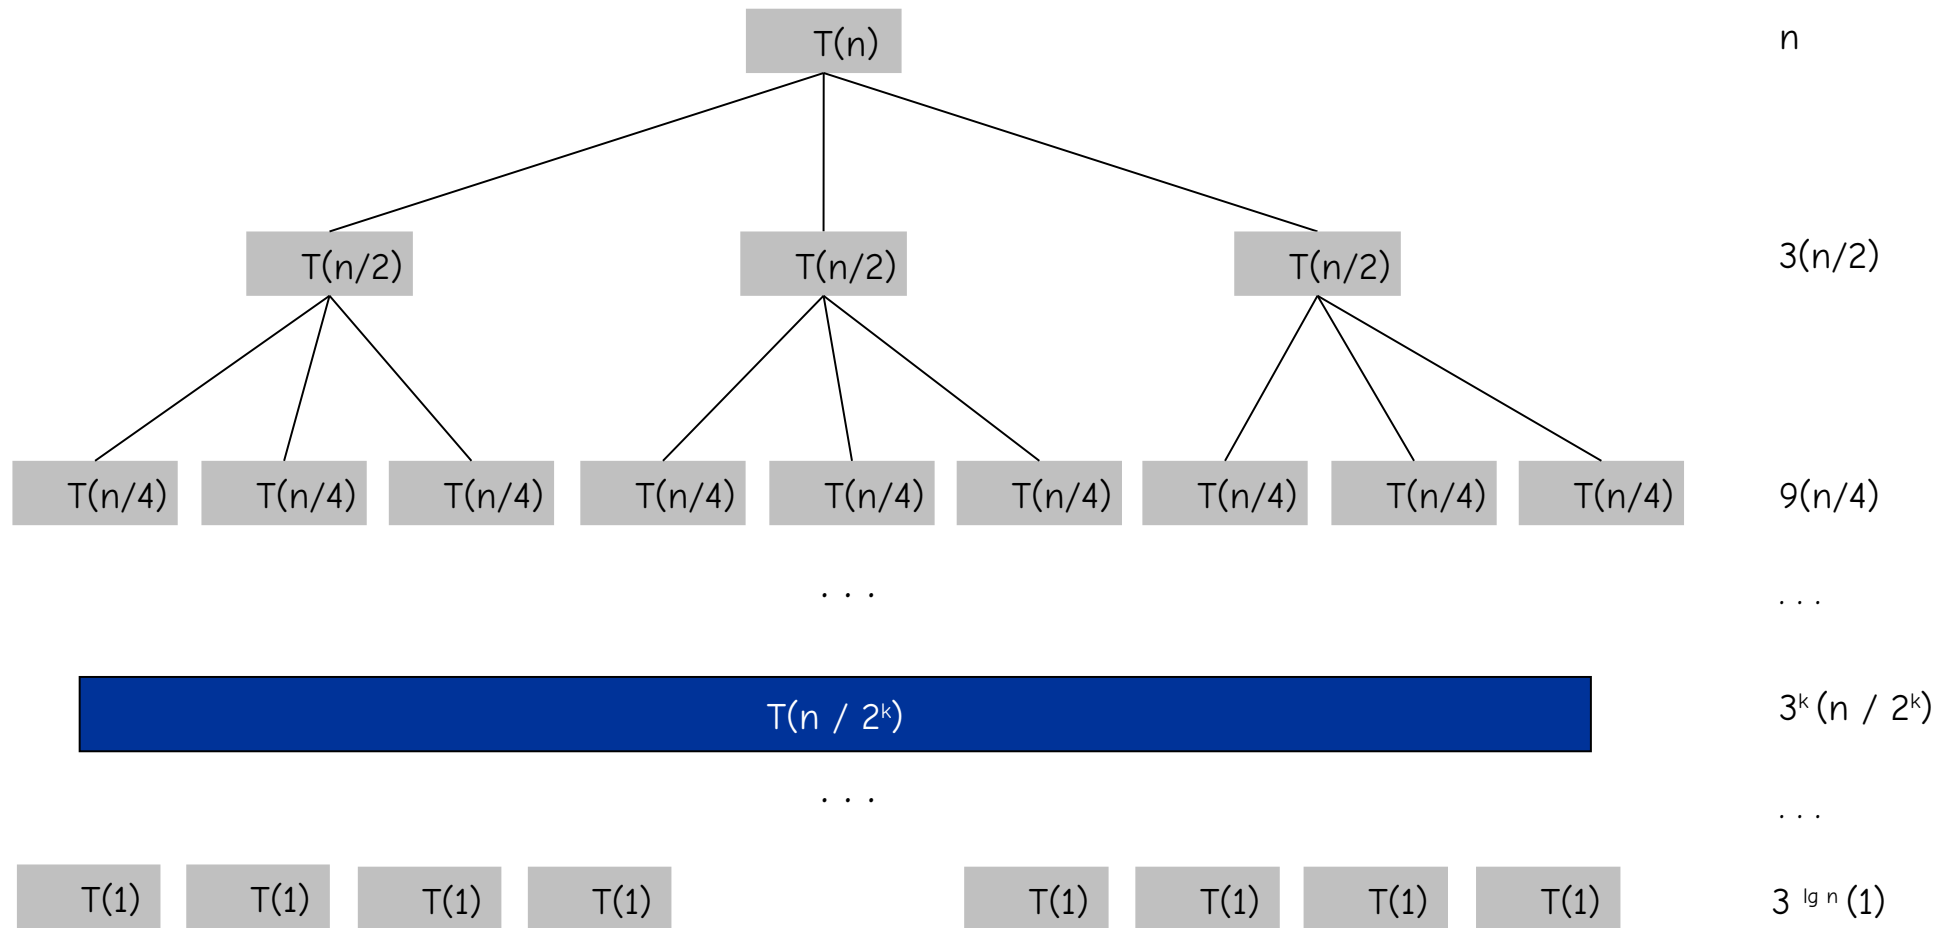 T(n) n
T(n/2) T(n/2) T(n/2) 3(n/2)
T(n/4) T(n/4) T(n/4) T(n/4) T(n/4) T(n/4) T(n/4) T(n/4) T(n/4) 9(n/4)
. . . . . .
T(n / 2ᵏ) 3ᵏ (n / 2ᵏ)
. . . . . .
T(1) T(1) T(1) T(1) T(1) T(1) T(1) T(1) 3 ˡᵍ ⁿ (1)